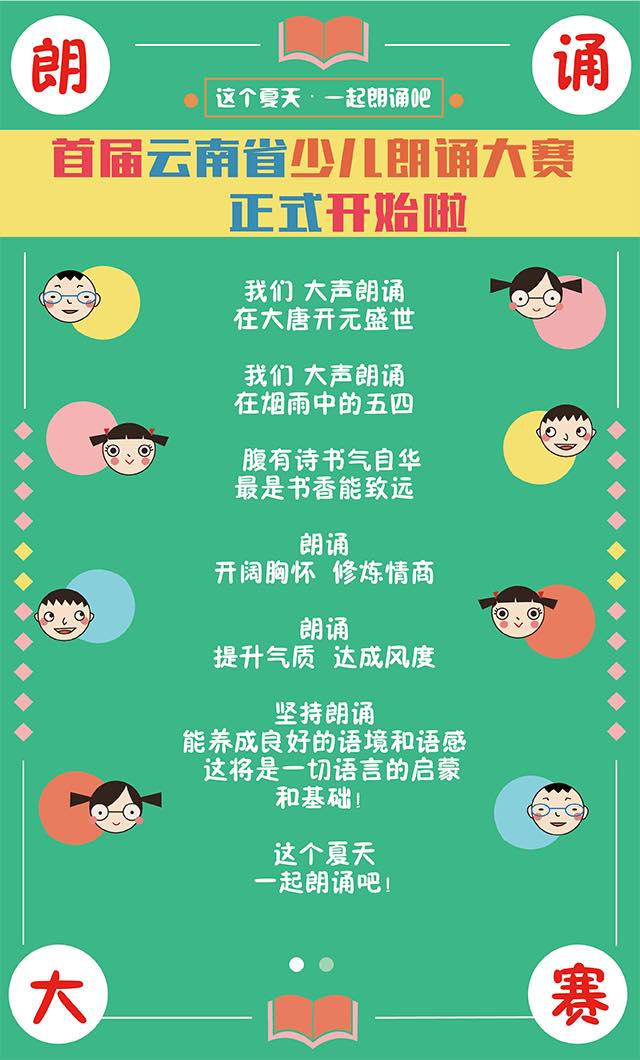 朗
诵
这个夏天·一起朗诵吧
首届云南省少儿朗诵大赛
正式开始啦
我们 大声朗诵
在大唐开元盛世
我们 大声朗诵
在烟雨中的五四
腹有诗书气自华
最是书香能致远
朗诵
开阔胸怀 修炼情商
朗诵
提升气质 达成风度
坚持朗诵
能养成良好的语境和语感
这将是一切语言的启蒙
和基础!
这个夏天
一起朗诵吧!
大
赛